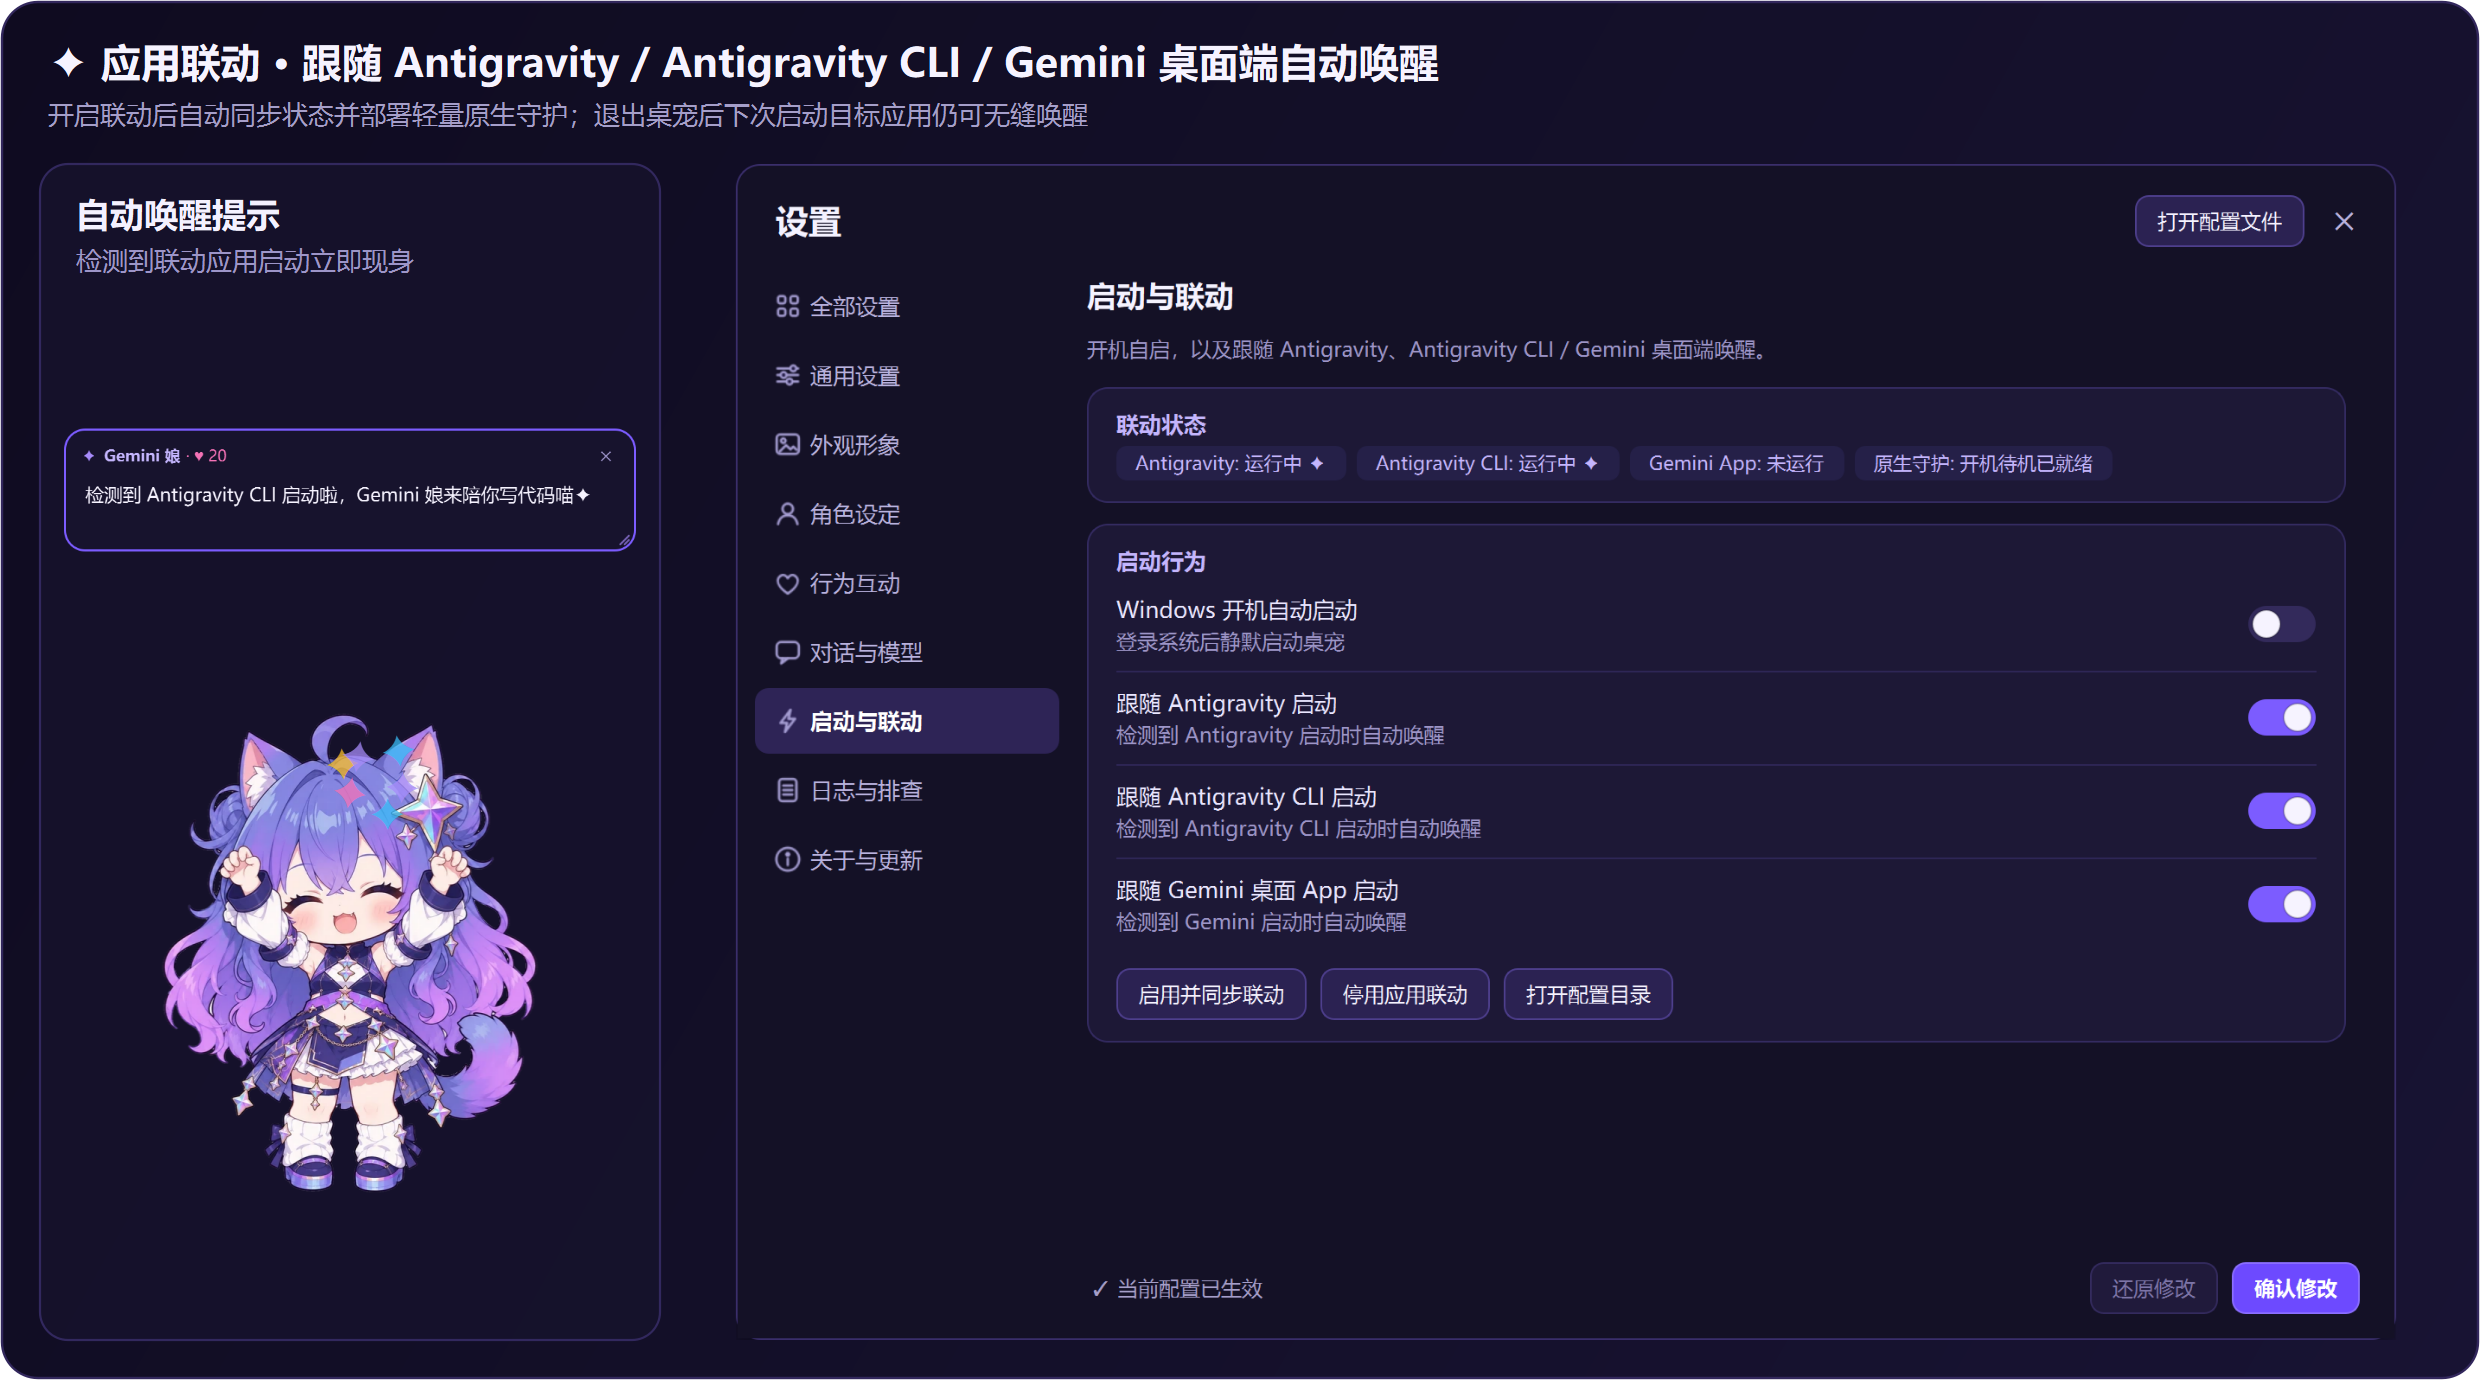 ✦ 应用联动 • 跟随 Antigravity / Antigravity CLI / Gemini 桌面端自动唤醒
开启联动后自动同步状态并部署轻量原生守护；退出桌宠后下次启动目标应用仍可无缝唤醒
自动唤醒提示
检测到联动应用启动立即现身
✦ Gemini 娘 · ♥ 20
检测到 Antigravity CLI 启动啦，Gemini 娘来陪你写代码喵✦
设置
打开配置文件
全部设置
通用设置
外观形象
角色设定
行为互动
对话与模型
启动与联动
日志与排查
关于与更新
启动与联动
开机自启，以及跟随 Antigravity、Antigravity CLI / Gemini 桌面端唤醒。
联动状态
Antigravity: 运行中 ✦
Antigravity CLI: 运行中 ✦
Gemini App: 未运行
原生守护: 开机待机已就绪
启动行为
Windows 开机自动启动
登录系统后静默启动桌宠
跟随 Antigravity 启动
检测到 Antigravity 启动时自动唤醒
跟随 Antigravity CLI 启动
检测到 Antigravity CLI 启动时自动唤醒
跟随 Gemini 桌面 App 启动
检测到 Gemini 启动时自动唤醒
启用并同步联动
停用应用联动
打开配置目录
✓ 当前配置已生效
还原修改
确认修改